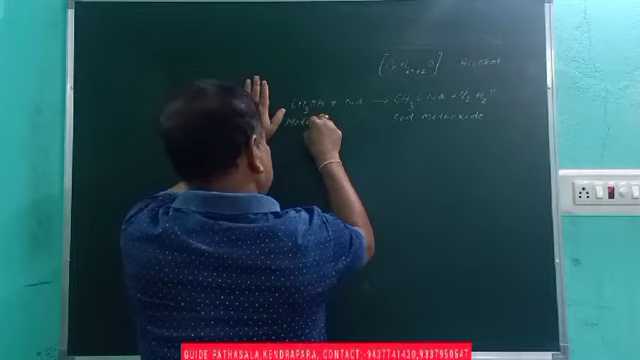 [CnH2n+2O] Alcohol
CH3OH + Na → CH3ONa + 1/2 H2↑
Sod methoxide
GUIDE PATHASALA,KENDRAPARA, CONTACT:-9437741430,9337950547